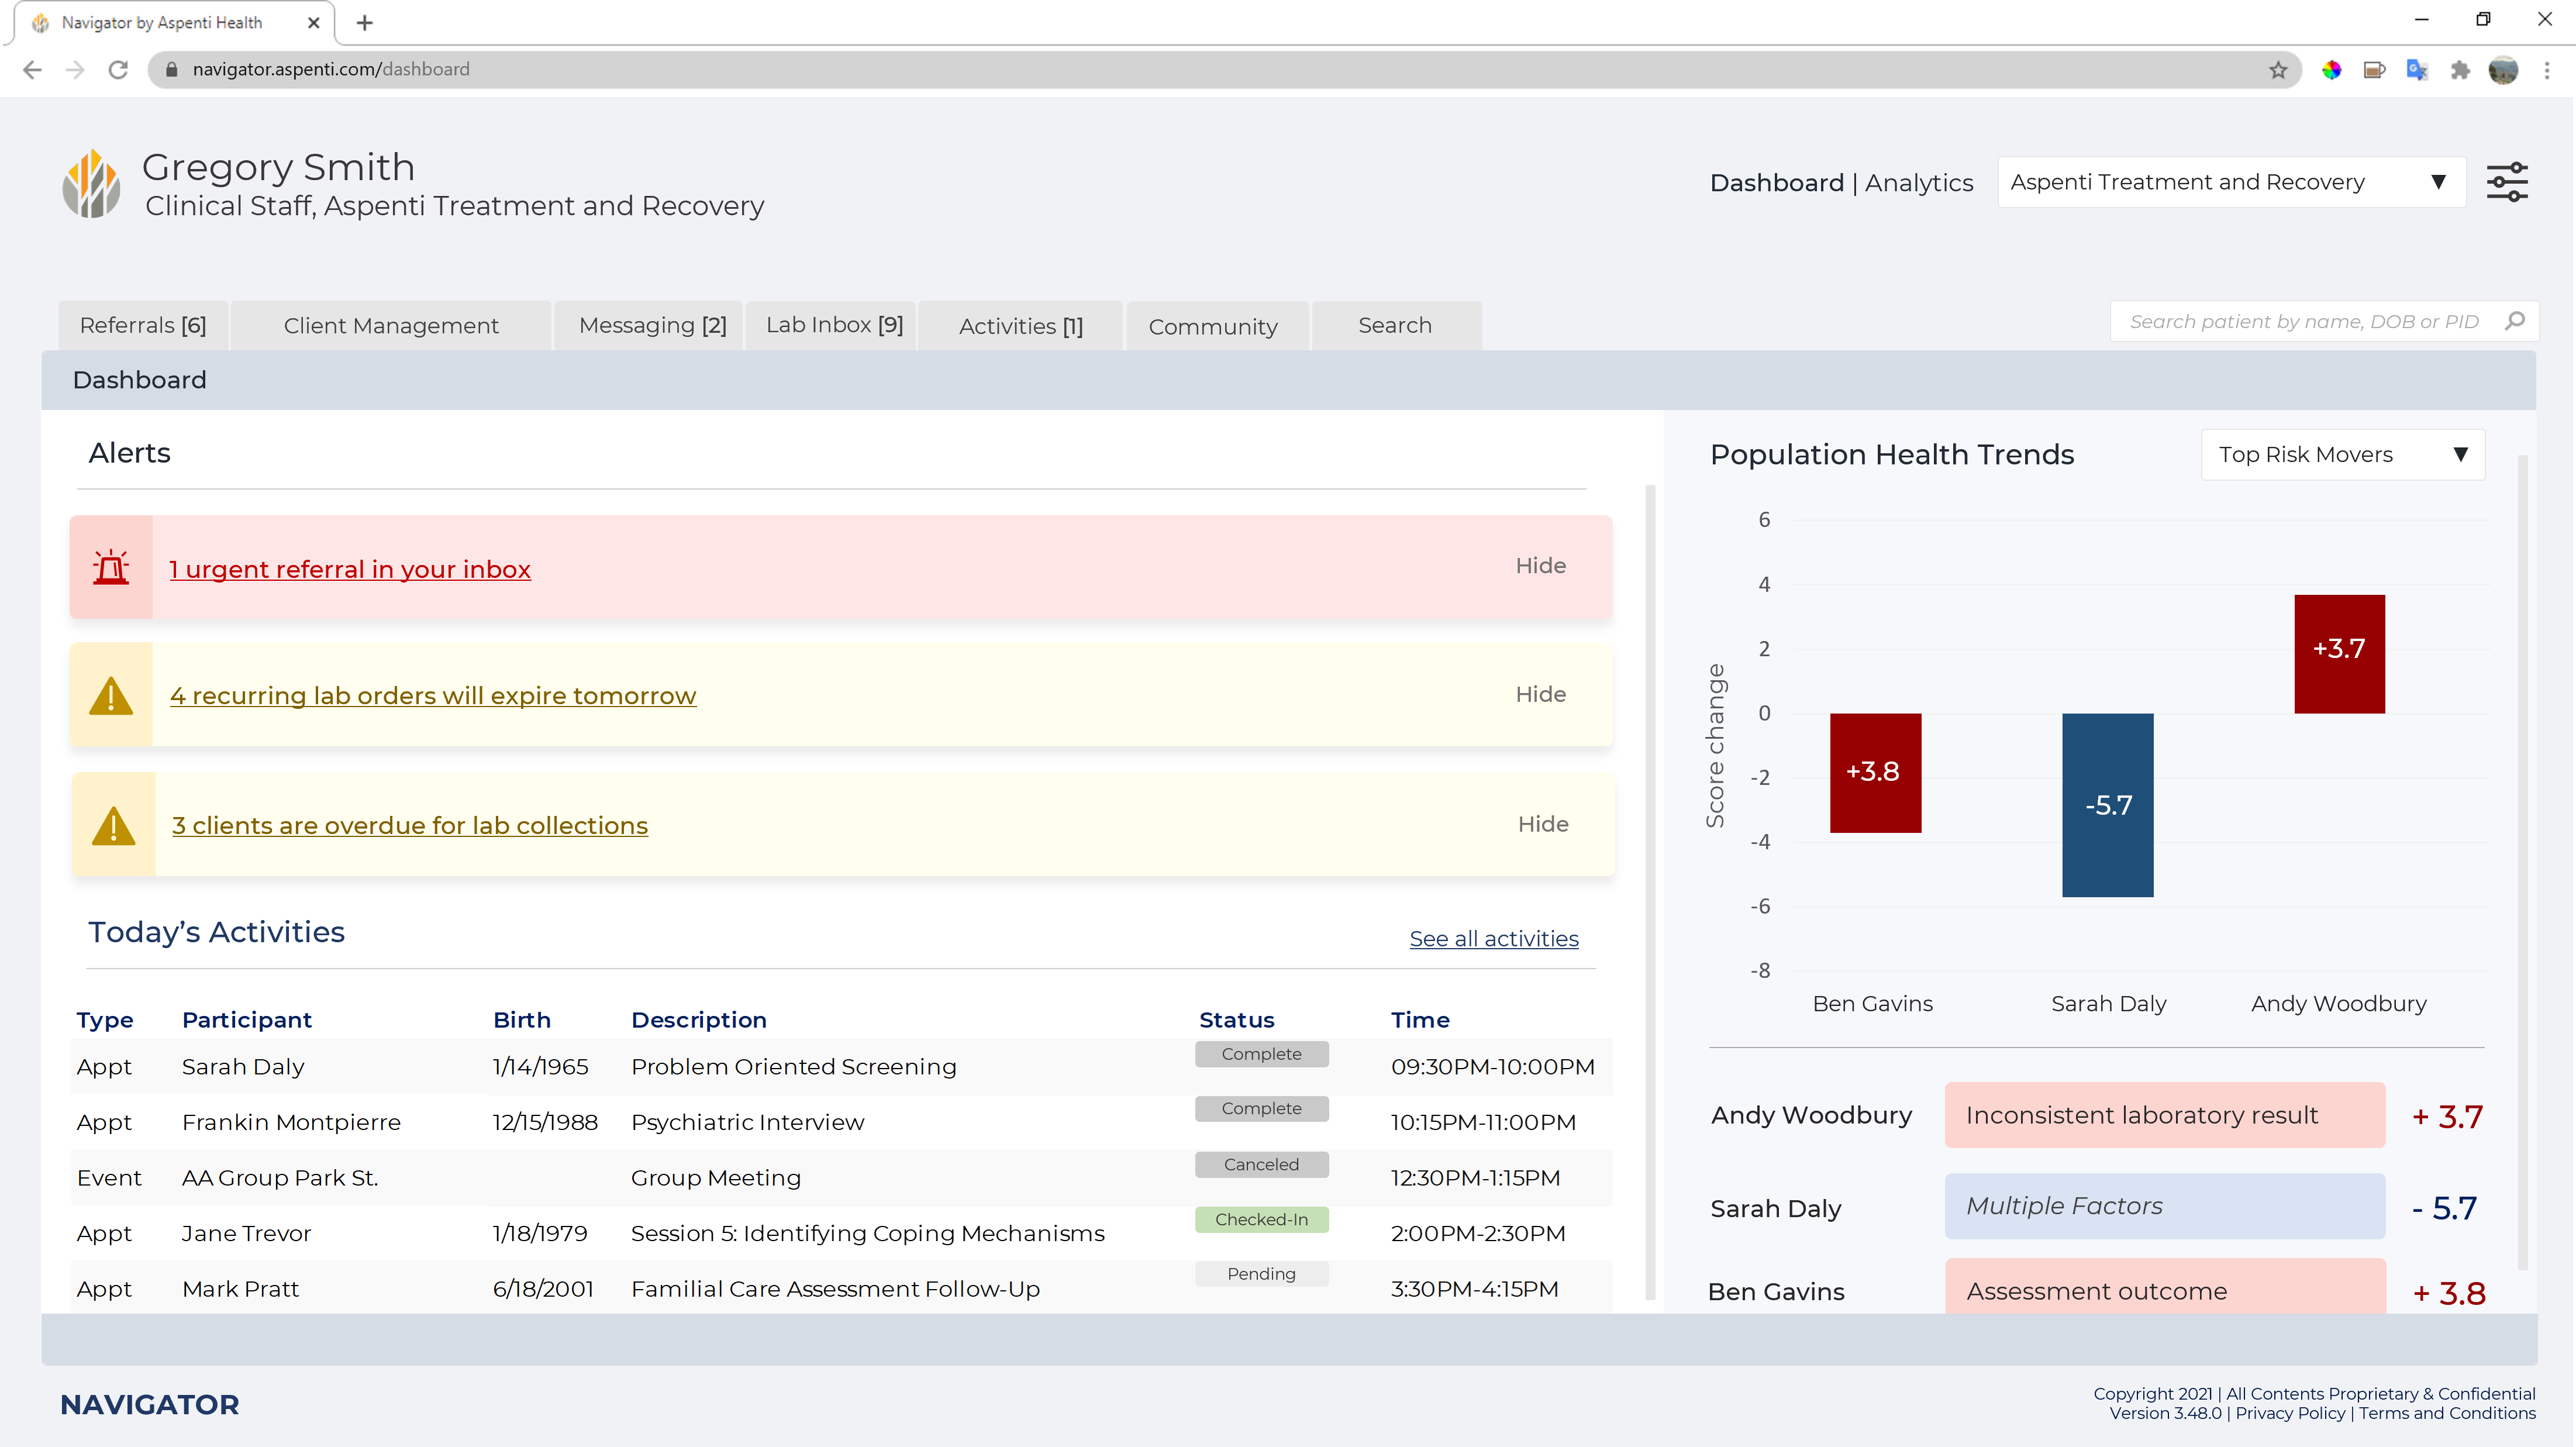 Navigator by Aspenti Health
navigator.aspenti.com/dashboard
Gregory Smith
Clinical Staff, Aspenti Treatment and Recovery
Dashboard | Analytics
Aspenti Treatment and Recovery
Referrals [6]
Client Management
Messaging [2]
Lab Inbox [9]
Activities [1]
Community
Search
Search patient by name, DOB or PID
Dashboard
Alerts
1 urgent referral in your inbox
Hide
4 recurring lab orders will expire tomorrow
Hide
3 clients are overdue for lab collections
Hide
Today's Activities
See all activities
Type Participant Birth Description Status Time
Appt Sarah Daly 1/14/1965 Problem Oriented Screening Complete 09:30PM-10:00PM
Appt Frankin Montpierre 12/15/1988 Psychiatric Interview Complete 10:15PM-11:00PM
Event AA Group Park St. Group Meeting Canceled 12:30PM-1:15PM
Appt Jane Trevor 1/18/1979 Session 5: Identifying Coping Mechanisms Checked-In 2:00PM-2:30PM
Appt Mark Pratt 6/18/2001 Familial Care Assessment Follow-Up Pending 3:30PM-4:15PM
Population Health Trends
Top Risk Movers
Score change
6
4
2
0
-2
-4
-6
-8
+3.8
-5.7
+3.7
Ben Gavins
Sarah Daly
Andy Woodbury
Andy Woodbury Inconsistent laboratory result + 3.7
Sarah Daly Multiple Factors - 5.7
Ben Gavins Assessment outcome + 3.8
NAVIGATOR
Copyright 2021 | All Contents Proprietary & Confidential
Version 3.48.0 | Privacy Policy | Terms and Conditions